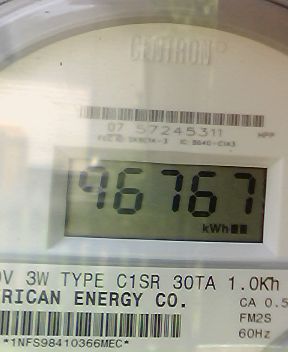 CENTRON
07 57245311
96767
kWh
0V 3W TYPE C1SR 30TA 1.0Kh
RICAN ENERGY CO.
CA 0.5
FM2S
60Hz
*1NFS98410366MEC*